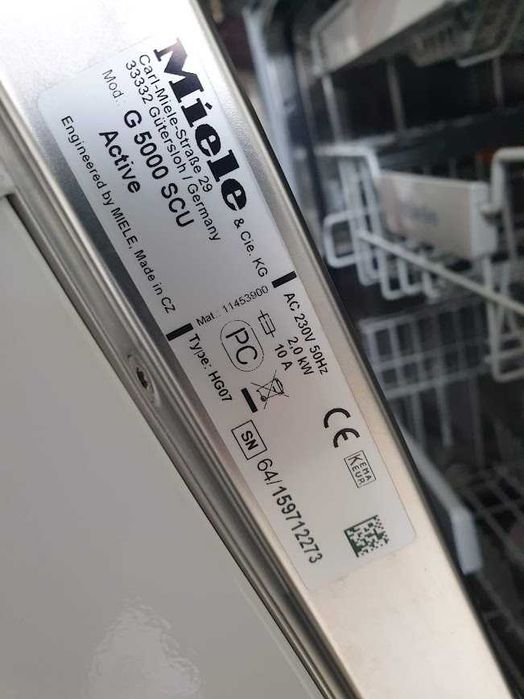 Miele & Cie. KG
Carl-Miele-Straße 29
33332 Gütersloh / Germany
Mod.: G 5000 SCU
Active
Engineered by MIELE, Made in CZ
AC 230V 50Hz
2,0 kW
10 A
Mat.: 11453900
PC
Type: HG07
CE
KEMA
KEUR
SN 64/159712273